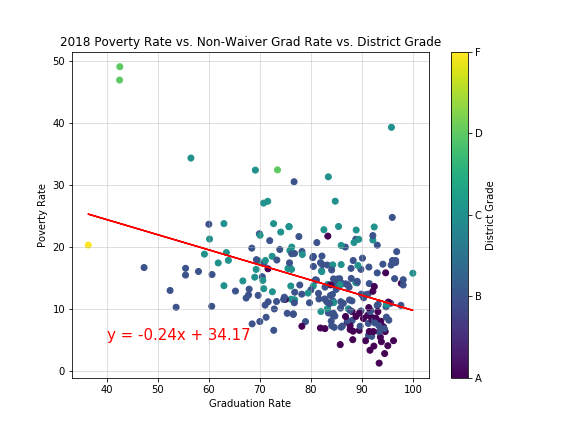 2018 Poverty Rate vs. Non-Waiver Grad Rate vs. District Grade
50
40
30
20
10
0
Poverty Rate
y = -0.24x + 34.17
40
50
60
70
80
90
100
Graduation Rate
F
D
C
B
A
District Grade